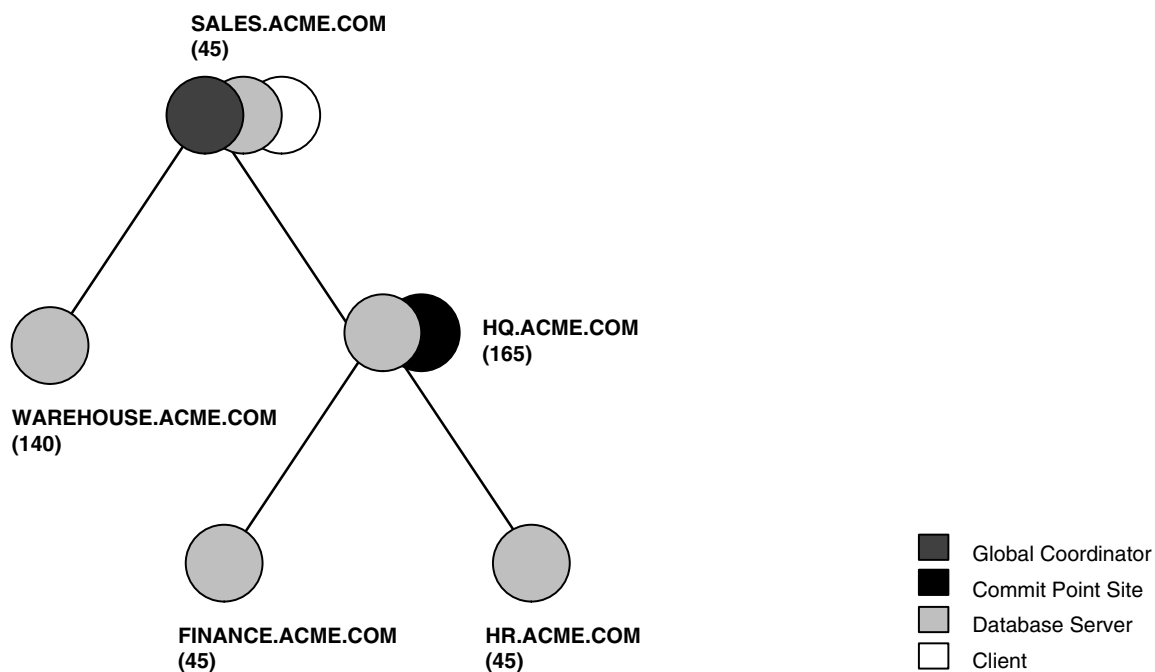 SALES.ACME.COM
(45)
HQ.ACME.COM
(165)
WAREHOUSE.ACME.COM
(140)
FINANCE.ACME.COM
(45)
HR.ACME.COM
(45)
Global Coordinator
Commit Point Site
Database Server
Client